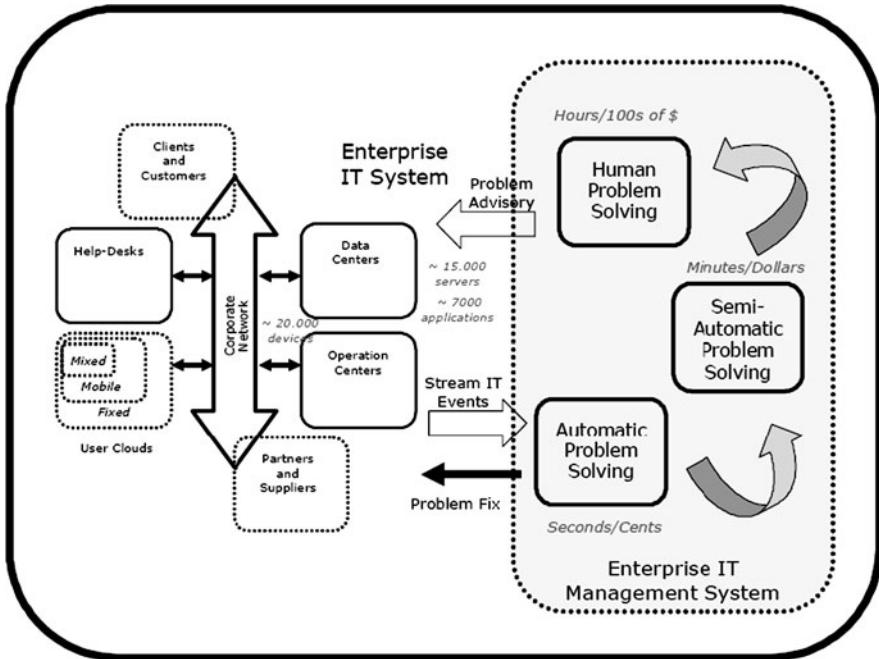 Clients
and
Customers
Enterprise
IT System
Help-Desks
Corporate
Network
Data
Centers
~ 15.000
servers
~ 7000
applications
~ 20.000
devices
Operation
Centers
Mixed
Mobile
Fixed
User Clouds
Partners
and
Suppliers
Problem
Advisory
Stream IT
Events
Problem Fix
Hours/100s of $
Human
Problem
Solving
Minutes/Dollars
Semi-
Automatic
Problem
Solving
Automatic
Problem
Solving
Seconds/Cents
Enterprise IT
Management System